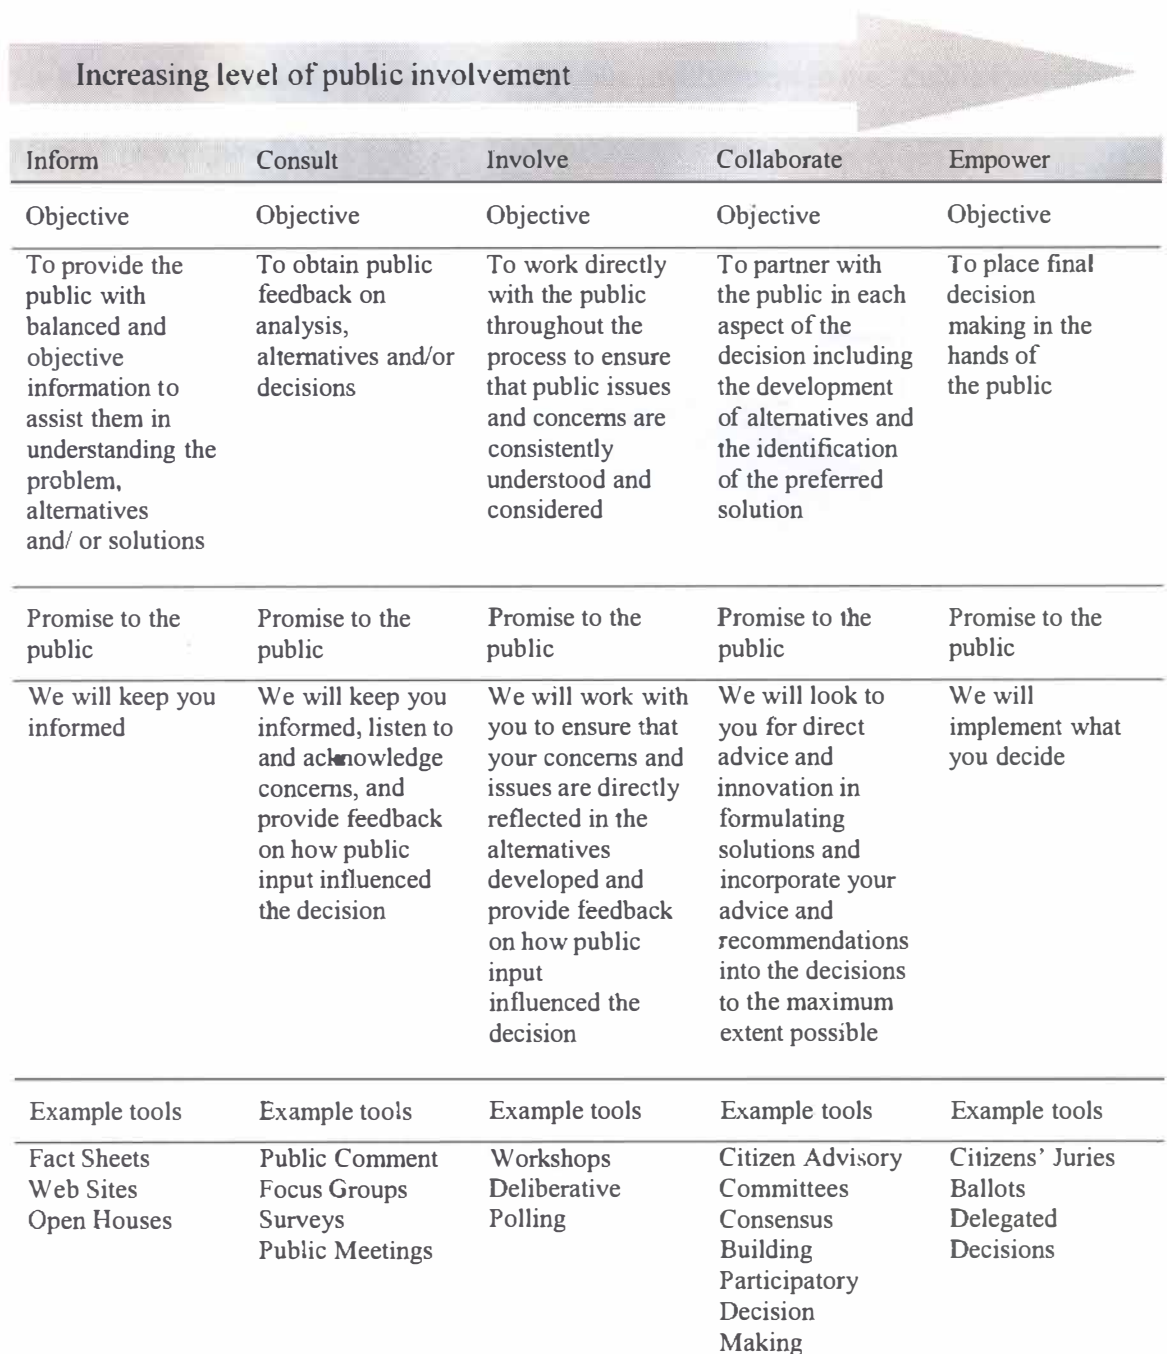 Increasing level of public involvement
Inform
Consult
Involve
Collaborate
Empower
Objective
Objective
Objective
Objective
Objective
To provide the
public with
balanced and
objective
information to
assist them in
understanding the
problem,
alternatives
and/ or solutions
To obtain public
feedback on
analysis,
alternatives and/or
decisions
To work directly
with the public
throughout the
process to ensure
that public issues
and concerns are
consistently
understood and
considered
To partner with
the public in each
aspect of the
decision including
the development
of alternatives and
the identification
of the preferred
solution
To place final
decision
making in the
hands of
the public
Promise to the
public
Promise to the
public
Promise to the
public
Promise to the
public
Promise to the
public
We will keep you
informed
We will keep you
informed, listen to
and acknowledge
concerns, and
provide feedback
on how public
input influenced
the decision
We will work with
you to ensure that
your concerns and
issues are directly
reflected in the
alternatives
developed and
provide feedback
on how public
input
influenced the
decision
We will look to
you for direct
advice and
innovation in
formulating
solutions and
incorporate your
advice and
recommendations
into the decisions
to the maximum
extent possible
We will
implement what
you decide
Example tools
Example tools
Example tools
Example tools
Example tools
Fact Sheets
Web Sites
Open Houses
Public Comment
Focus Groups
Surveys
Public Meetings
Workshops
Deliberative
Polling
Citizen Advisory
Committees
Consensus
Building
Participatory
Decision
Making
Citizens' Juries
Ballots
Delegated
Decisions